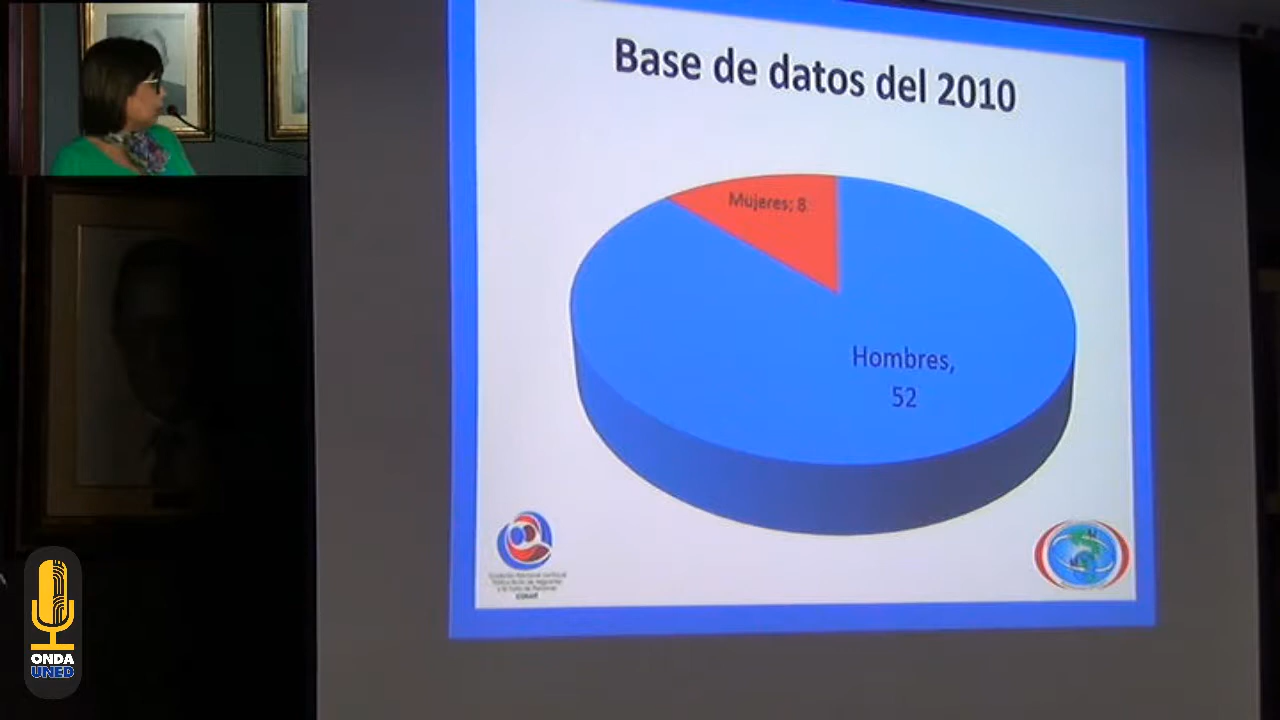 Base de datos del 2010
Mujeres; 8
Hombres,
52
ONDA
UNED